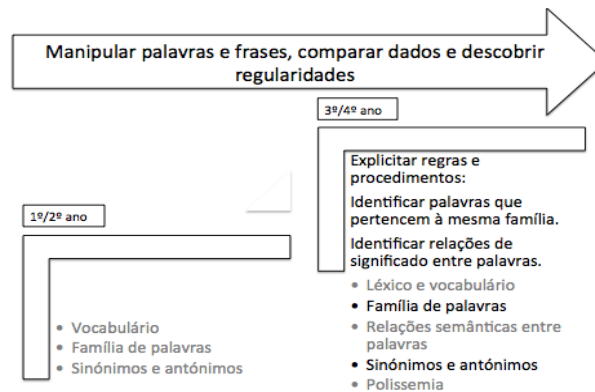 Manipular palavras e frases, comparar dados e descobrir
regularidades
3º/4º ano
Explicitar regras e
procedimentos:
Identificar palavras que
pertencem à mesma família.
Identificar relações de
significado entre palavras.
• Léxico e vocabulário
• Família de palavras
• Relações semânticas entre
palavras
• Sinónimos e antónimos
• Polissemia
1º/2º ano
• Vocabulário
• Família de palavras
• Sinónimos e antónimos